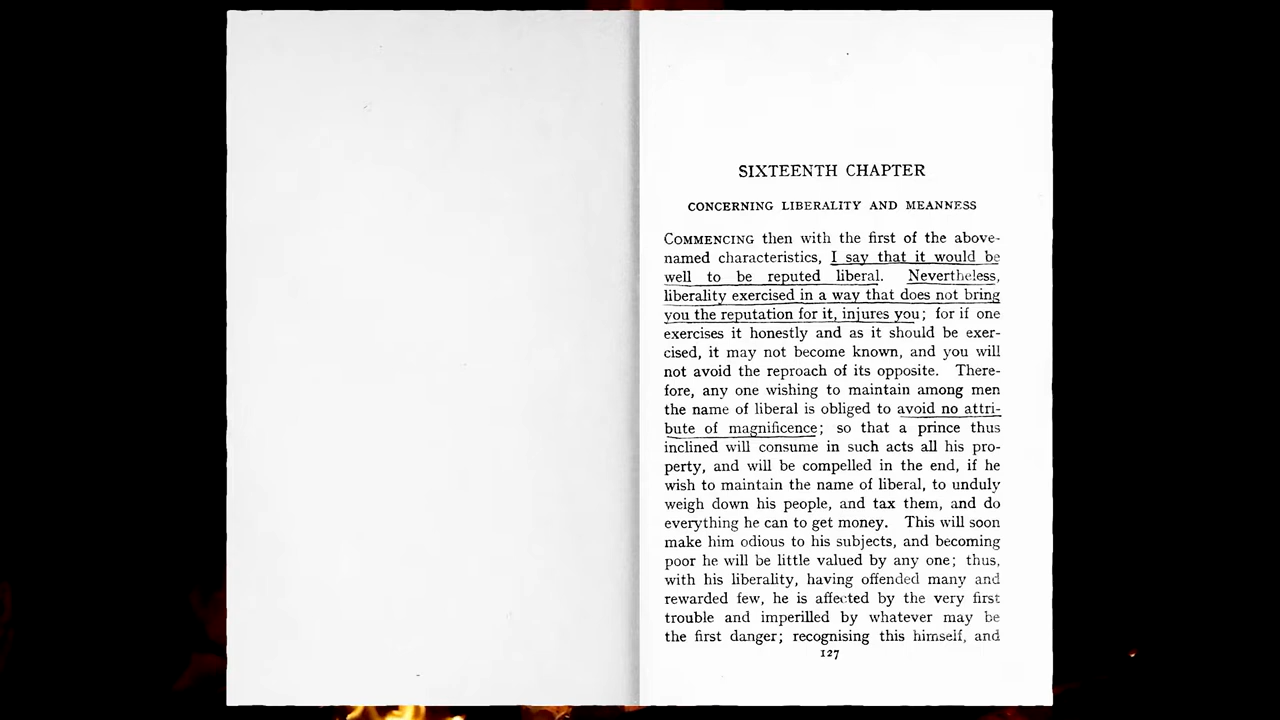 SIXTEENTH CHAPTER
CONCERNING LIBERALITY AND MEANNESS
COMMENCING then with the first of the above-
named characteristics, I say that it would be
well to be reputed liberal. Nevertheless,
liberality exercised in a way that does not bring
you the reputation for it, injures you; for if one
exercises it honestly and as it should be exer-
cised, it may not become known, and you will
not avoid the reproach of its opposite. There-
fore, any one wishing to maintain among men
the name of liberal is obliged to avoid no attri-
bute of magnificence; so that a prince thus
inclined will consume in such acts all his pro-
perty, and will be compelled in the end, if he
wish to maintain the name of liberal, to unduly
weigh down his people, and tax them, and do
everything he can to get money. This will soon
make him odious to his subjects, and becoming
poor he will be little valued by any one; thus,
with his liberality, having offended many and
rewarded few, he is affected by the very first
trouble and imperilled by whatever may be
the first danger; recognising this himself, and
127